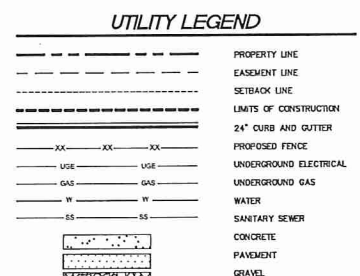 UTILITY LEGEND
PROPERTY LINE
EASEMENT LINE
SETBACK LINE
LIMITS OF CONSTRUCTION
24" CURB AND GUTTER
XX XX XX PROPOSED FENCE
UGE UGE UNDERGROUND ELECTRICAL
GAS GAS UNDERGROUND GAS
W W WATER
SS SS SANITARY SEWER
CONCRETE
PAVEMENT
GRAVEL